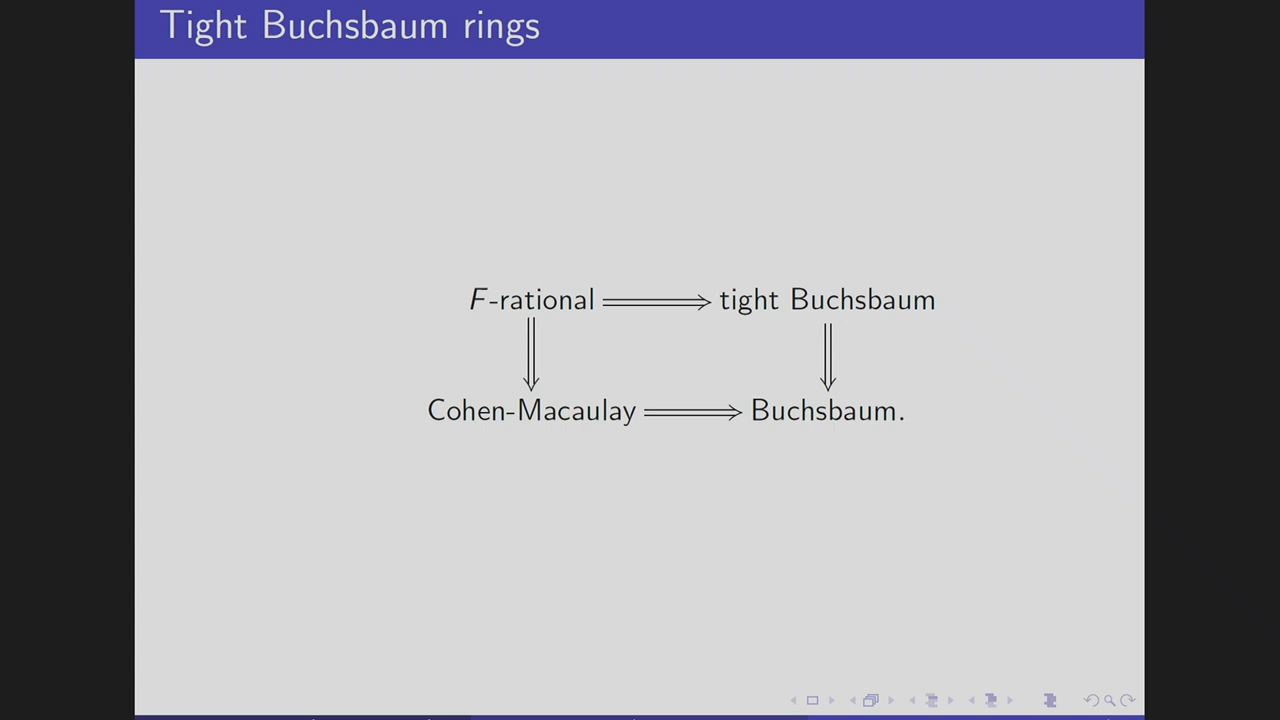 Tight Buchsbaum rings
F-rational ⟹ tight Buchsbaum
Cohen-Macaulay ⟹ Buchsbaum.